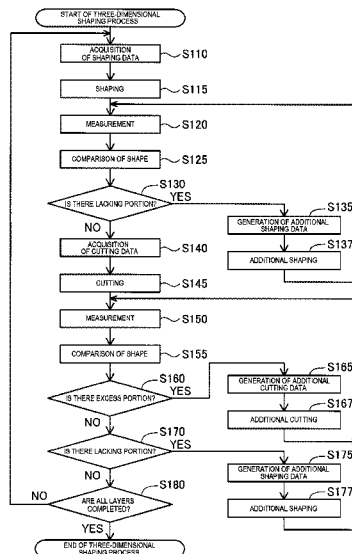 START OF THREE-DIMENSIONAL
SHAPING PROCESS
ACQUISITION
OF SHAPING DATA
S110
SHAPING
S115
MEASUREMENT
S120
COMPARISON OF SHAPE
S125
S130
IS THERE LACKING PORTION?
YES
NO
S135
GENERATION OF ADDITIONAL
SHAPING DATA
S137
ADDITIONAL SHAPING
ACQUISITION
OF CUTTING DATA
S140
CUTTING
S145
MEASUREMENT
S150
COMPARISON OF SHAPE
S155
S160
IS THERE EXCESS PORTION?
YES
NO
S165
GENERATION OF ADDITIONAL
CUTTING DATA
S167
ADDITIONAL CUTTING
S170
IS THERE LACKING PORTION?
YES
NO
S175
GENERATION OF ADDITIONAL
SHAPING DATA
S177
ADDITIONAL SHAPING
S180
NO
ARE ALL LAYERS
COMPLETED?
YES
END OF THREE-DIMENSIONAL
SHAPING PROCESS